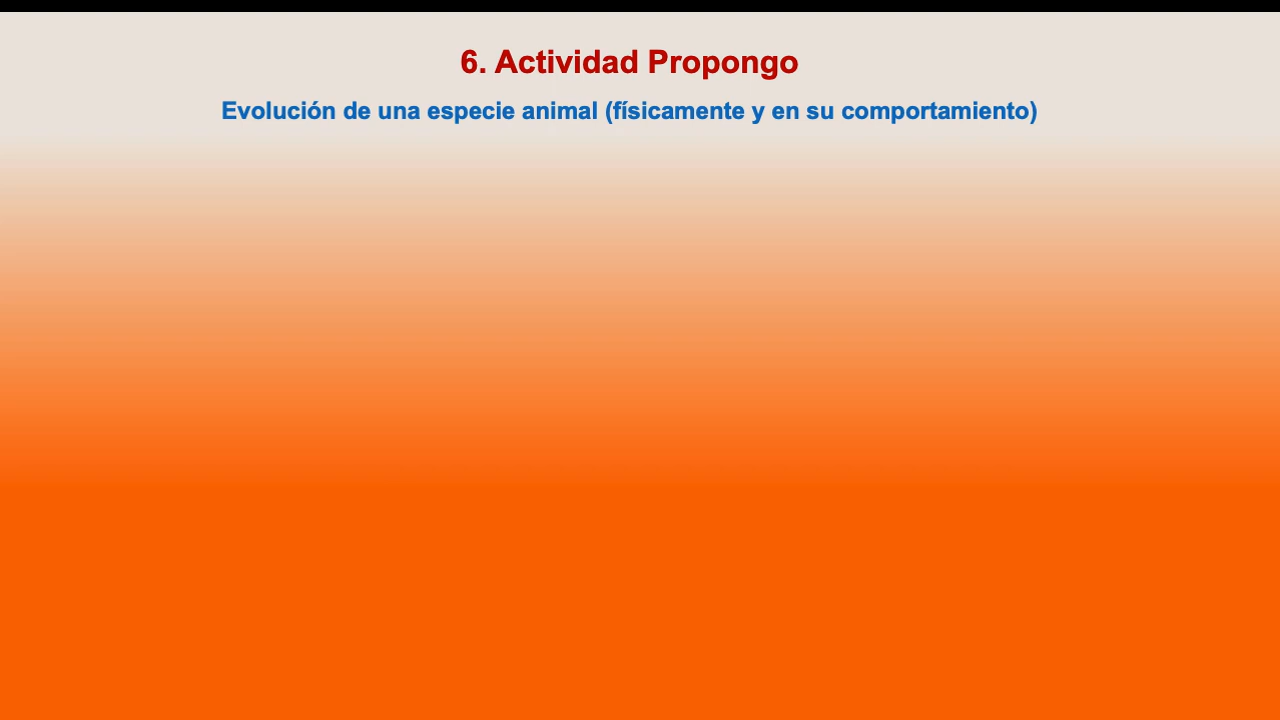 6. Actividad Propongo
Evolución de una especie animal (físicamente y en su comportamiento)